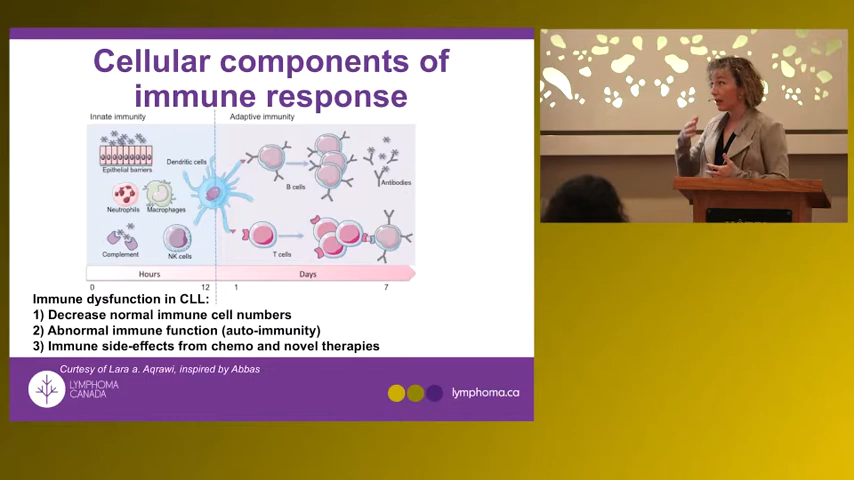 Cellular components of
immune response
Innate immunity
Adaptive immunity
Epithelial barriers
Dendritic cells
B cells
Antibodies
Neutrophils
Macrophages
Complement
NK cells
T cells
Hours
Days
0
12
1
7
Immune dysfunction in CLL:
1) Decrease normal immune cell numbers
2) Abnormal immune function (auto-immunity)
3) Immune side-effects from chemo and novel therapies
Curtesy of Lara a. Aqrawi, inspired by Abbas
LYMPHOMA
CANADA
lymphoma.ca